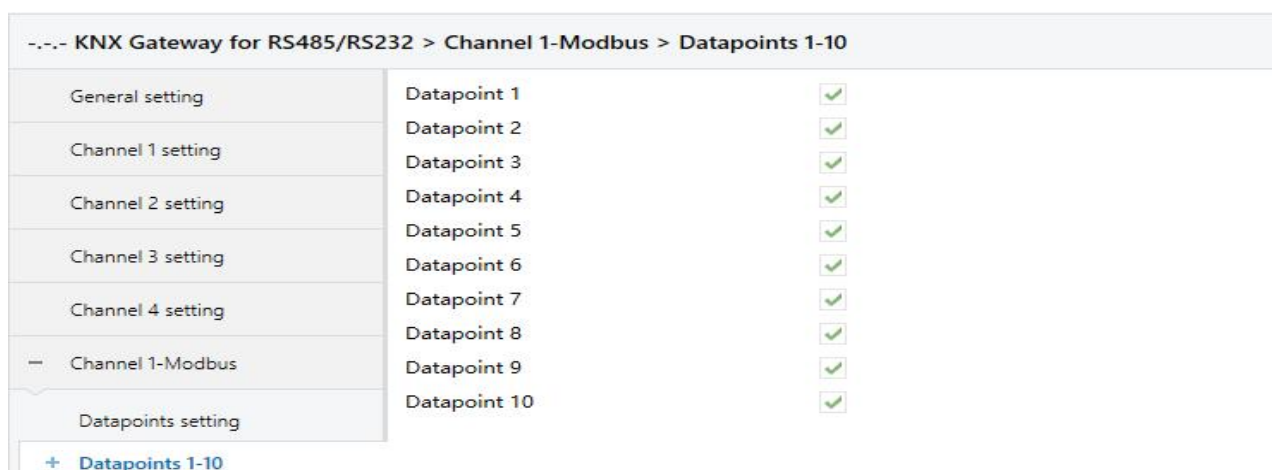 -.-.- KNX Gateway for RS485/RS232 > Channel 1-Modbus > Datapoints 1-10
General setting
Channel 1 setting
Channel 2 setting
Channel 3 setting
Channel 4 setting
− Channel 1-Modbus
Datapoints setting
+ Datapoints 1-10
Datapoint 1
Datapoint 2
Datapoint 3
Datapoint 4
Datapoint 5
Datapoint 6
Datapoint 7
Datapoint 8
Datapoint 9
Datapoint 10